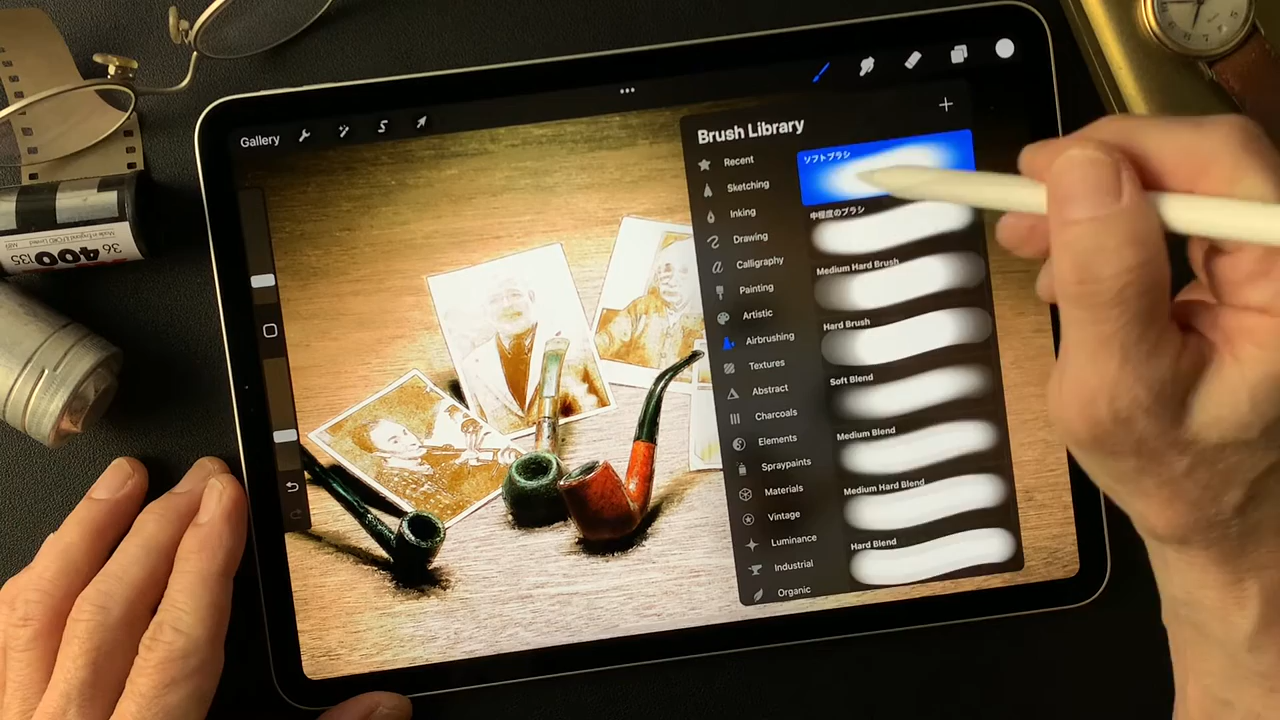 Gallery
Brush Library
Recent
Sketching
Inking
Drawing
Calligraphy
Painting
Artistic
Airbrushing
Textures
Abstract
Charcoals
Elements
Spraypaints
Materials
Vintage
Luminance
Industrial
Organic
ソフトブラシ
中程度のブラシ
Medium Hard Brush
Hard Brush
Soft Blend
Medium Blend
Medium Hard Blend
Hard Blend
400
36
135